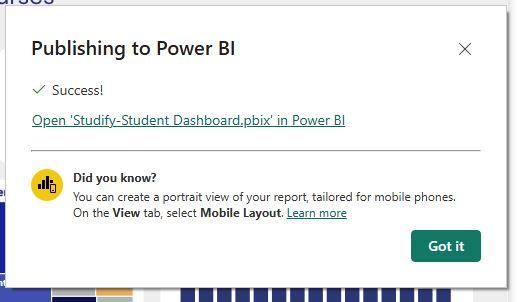 urses
Publishing to Power BI
Success!
Open 'Studify-Student Dashboard.pbix' in Power BI
Did you know?
You can create a portrait view of your report, tailored for mobile phones.
On the View tab, select Mobile Layout. Learn more
Got it